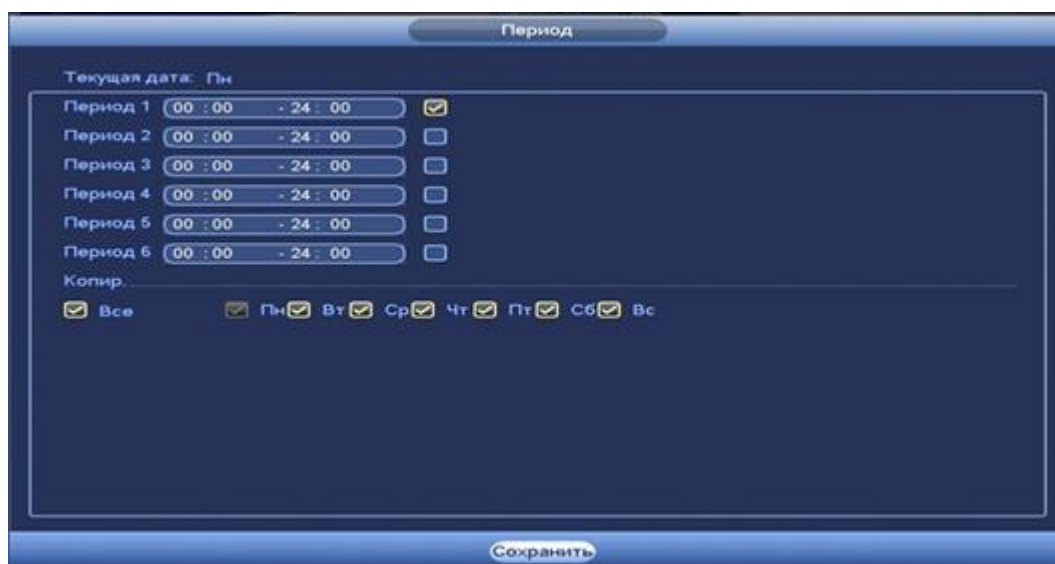 Период
Текущая дата: Пн
Период 1 00 : 00 - 24 : 00
Период 2 00 : 00 - 24 : 00
Период 3 00 : 00 - 24 : 00
Период 4 00 : 00 - 24 : 00
Период 5 00 : 00 - 24 : 00
Период 6 00 : 00 - 24 : 00
Копир.
Все Пн Вт Ср Чт Пт Сб Вс
Сохранить